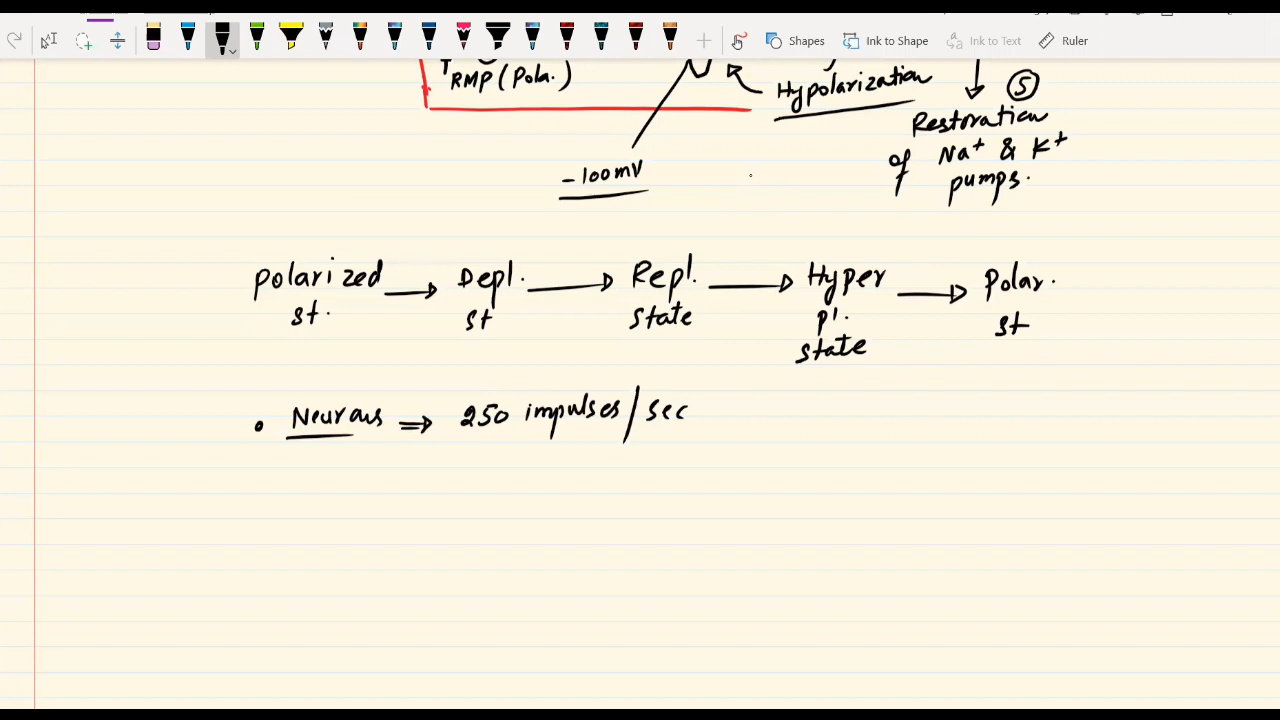 Shapes Ink to Shape Ink to Text Ruler
RMP (Pola.)
Hypolarization
5
Restoration
of Na+ & K+
pumps.
-100mV
polarized → Depl. → Repl. → Hyper → Polar.
st. st state pl. st
state
• Neurons ⇒ 250 impulses/sec